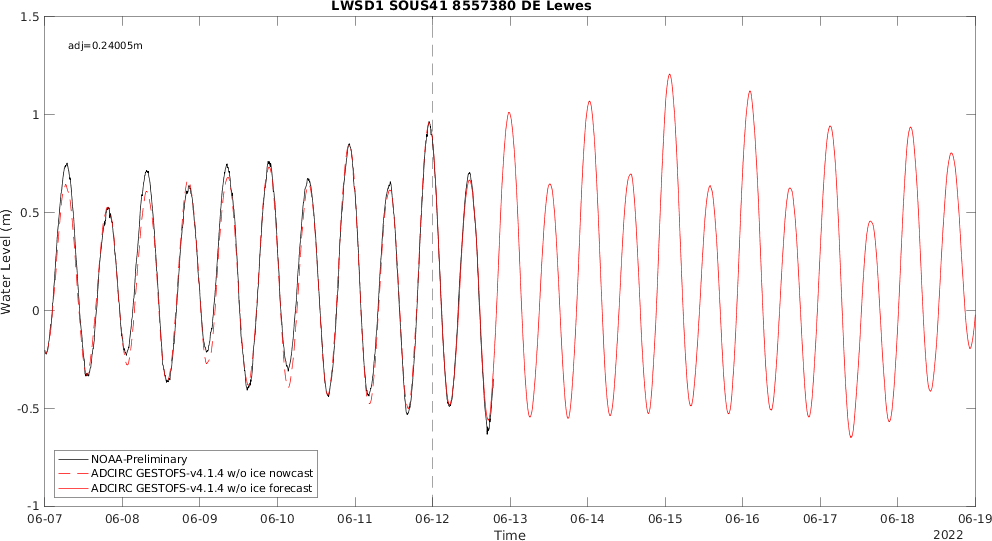 LWSD1 SOUS41 8557380 DE Lewes
adj=0.24005m
1.5
1
0.5
0
-0.5
-1
Water Level (m)
NOAA-Preliminary
ADCIRC GESTOFS-v4.1.4 w/o ice nowcast
ADCIRC GESTOFS-v4.1.4 w/o ice forecast
06-07 06-08 06-09 06-10 06-11 06-12 06-13 06-14 06-15 06-16 06-17 06-18 06-19
Time
2022